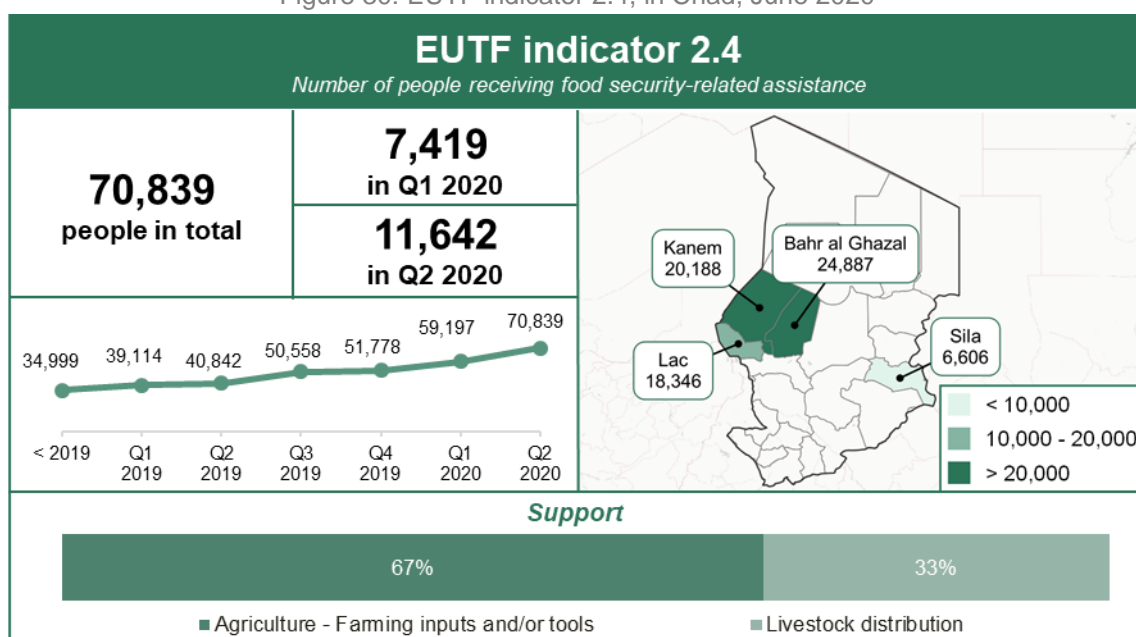 EUTF indicator 2.4
Number of people receiving food security-related assistance
70,839
people in total
7,419
in Q1 2020
11,642
in Q2 2020
34,999
39,114
40,842
50,558
51,778
59,197
70,839
< 2019
Q1
2019
Q2
2019
Q3
2019
Q4
2019
Q1
2020
Q2
2020
Kanem
20,188
Bahr al Ghazal
24,887
Lac
18,346
Sila
6,606
< 10,000
10,000 - 20,000
> 20,000
Support
67%
33%
Agriculture - Farming inputs and/or tools
Livestock distribution